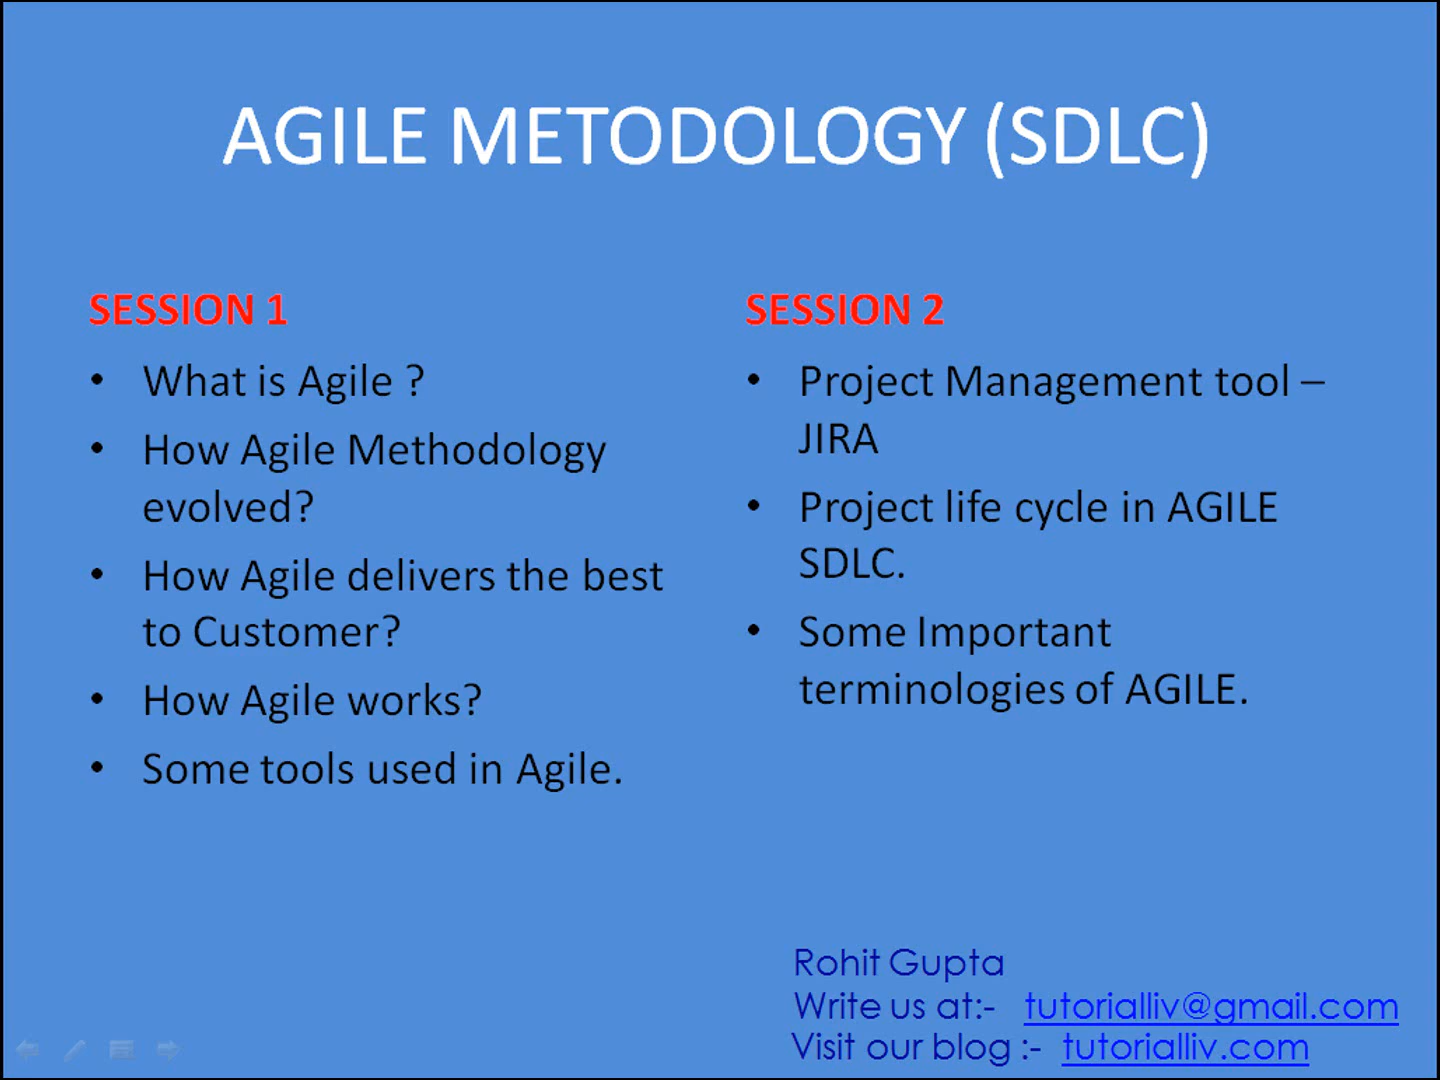 AGILE METODOLOGY (SDLC)
SESSION 1
• What is Agile ?
• How Agile Methodology
evolved?
• How Agile delivers the best
to Customer?
• How Agile works?
• Some tools used in Agile.
SESSION 2
• Project Management tool –
JIRA
• Project life cycle in AGILE
SDLC.
• Some Important
terminologies of AGILE.
Rohit Gupta
Write us at:- tutorialliv@gmail.com
Visit our blog :- tutorialliv.com